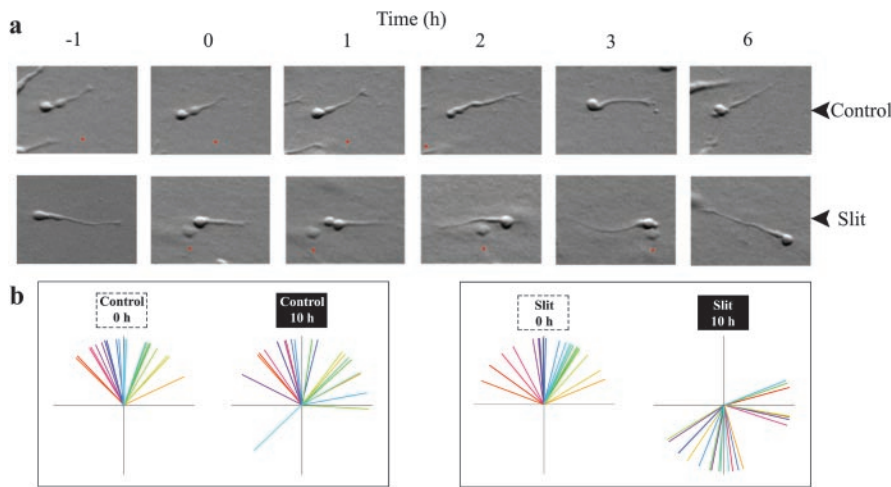 a
Time (h)
-1 0 1 2 3 6
Control
Slit
b
Control
0 h
Control
10 h
Slit
0 h
Slit
10 h